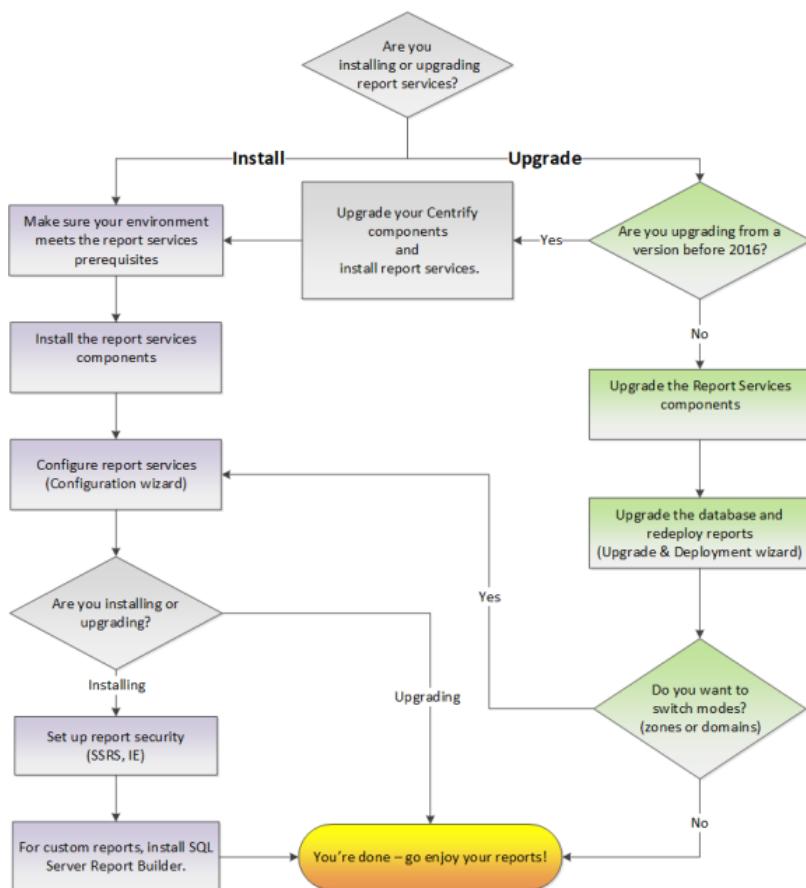 Are you
installing or upgrading
report services?
Install
Upgrade
Make sure your environment
meets the report services
prerequisites
Upgrade your Centrify
components
and
install report services.
Yes
Are you upgrading from a
version before 2016?
No
Install the report services
components
Upgrade the Report Services
components
Configure report services
(Configuration wizard)
Upgrade the database and
redeploy reports
(Upgrade & Deployment wizard)
Are you installing or
upgrading?
Yes
Installing
Upgrading
Do you want to
switch modes?
(zones or domains)
Set up report security
(SSRS, IE)
No
For custom reports, install SQL
Server Report Builder.
You're done – go enjoy your reports!